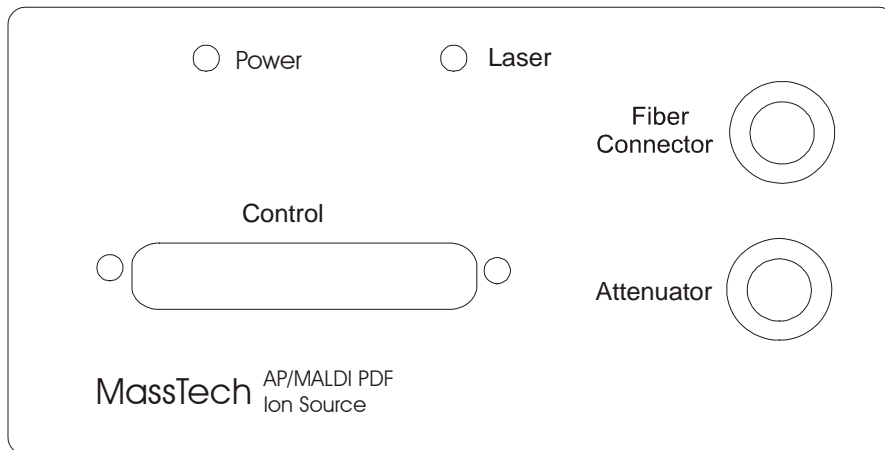 Power
Laser
Fiber
Connector
Control
Attenuator
MassTech
AP/MALDI PDF
Ion Source